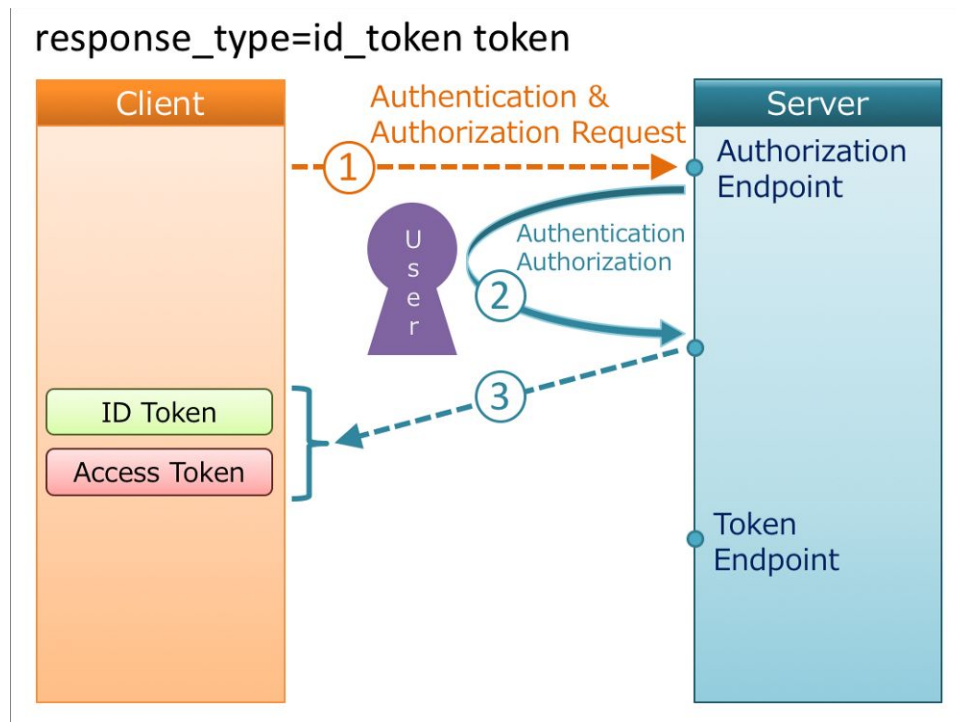 response_type=id_token token
Client
Authentication &
Authorization Request
Server
1
Authorization
Endpoint
User
Authentication
Authorization
2
3
ID Token
Access Token
Token
Endpoint